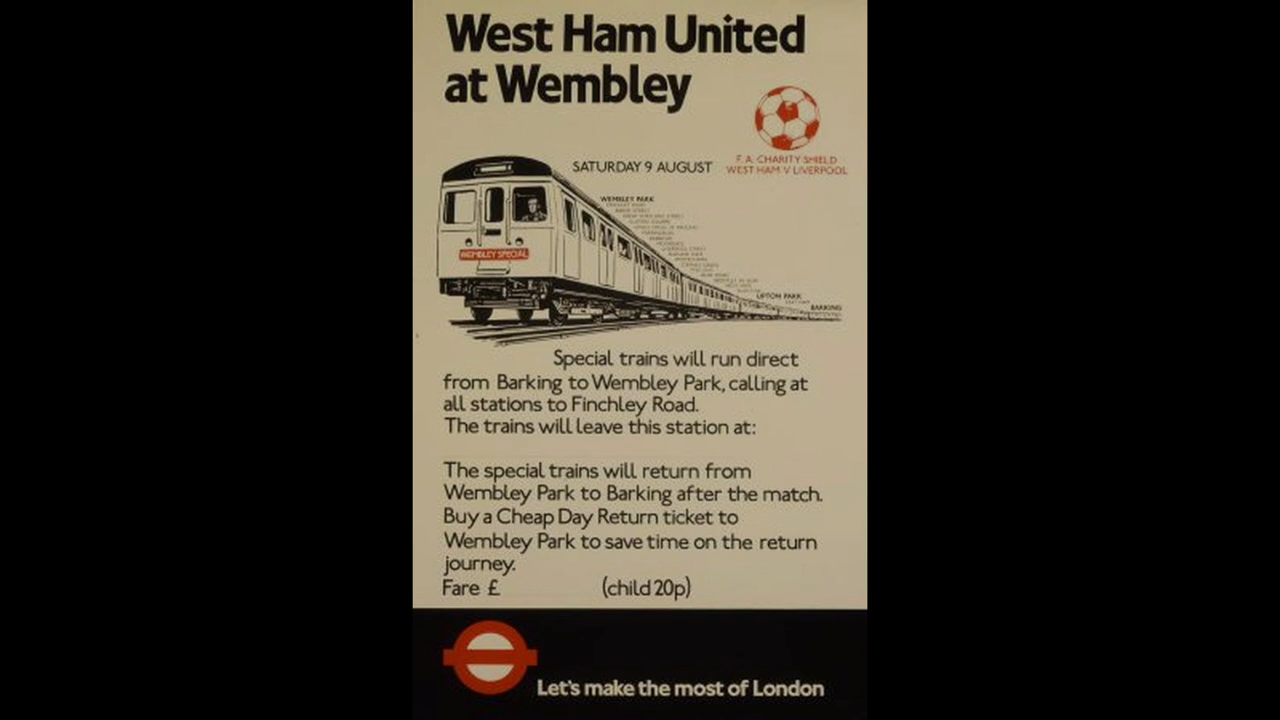 West Ham United
at Wembley
F. A. CHARITY SHIELD
WEST HAM V LIVERPOOL
SATURDAY 9 AUGUST
WEMBLEY PARK
WEMBLEY SPECIAL
UPTON PARK
BARKING
Special trains will run direct
from Barking to Wembley Park, calling at
all stations to Finchley Road.
The trains will leave this station at:
The special trains will return from
Wembley Park to Barking after the match.
Buy a Cheap Day Return ticket to
Wembley Park to save time on the return
journey.
Fare £ (child 20p)
Let's make the most of London